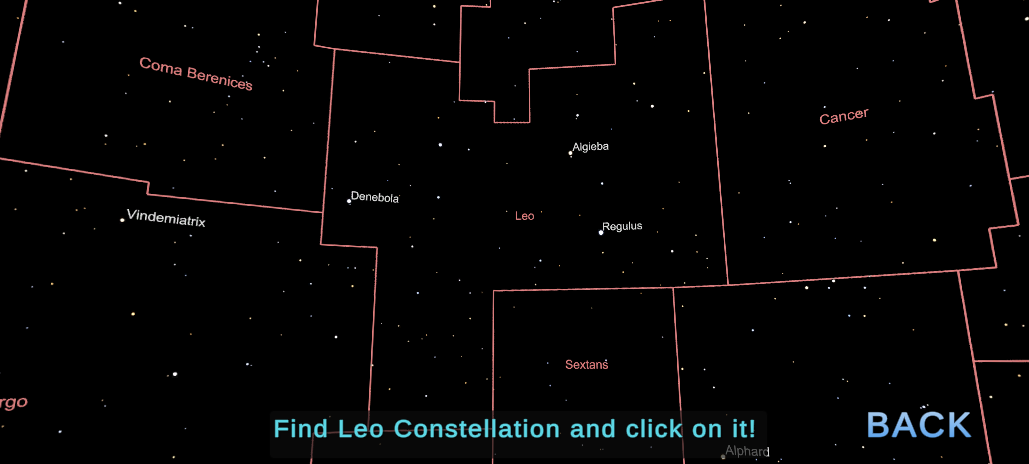 Coma Berenices
Cancer
Algieba
Denebola
Vindemiatrix
Leo
Regulus
Sextans
rgo
Find Leo Constellation and click on it!
BACK
Alphard